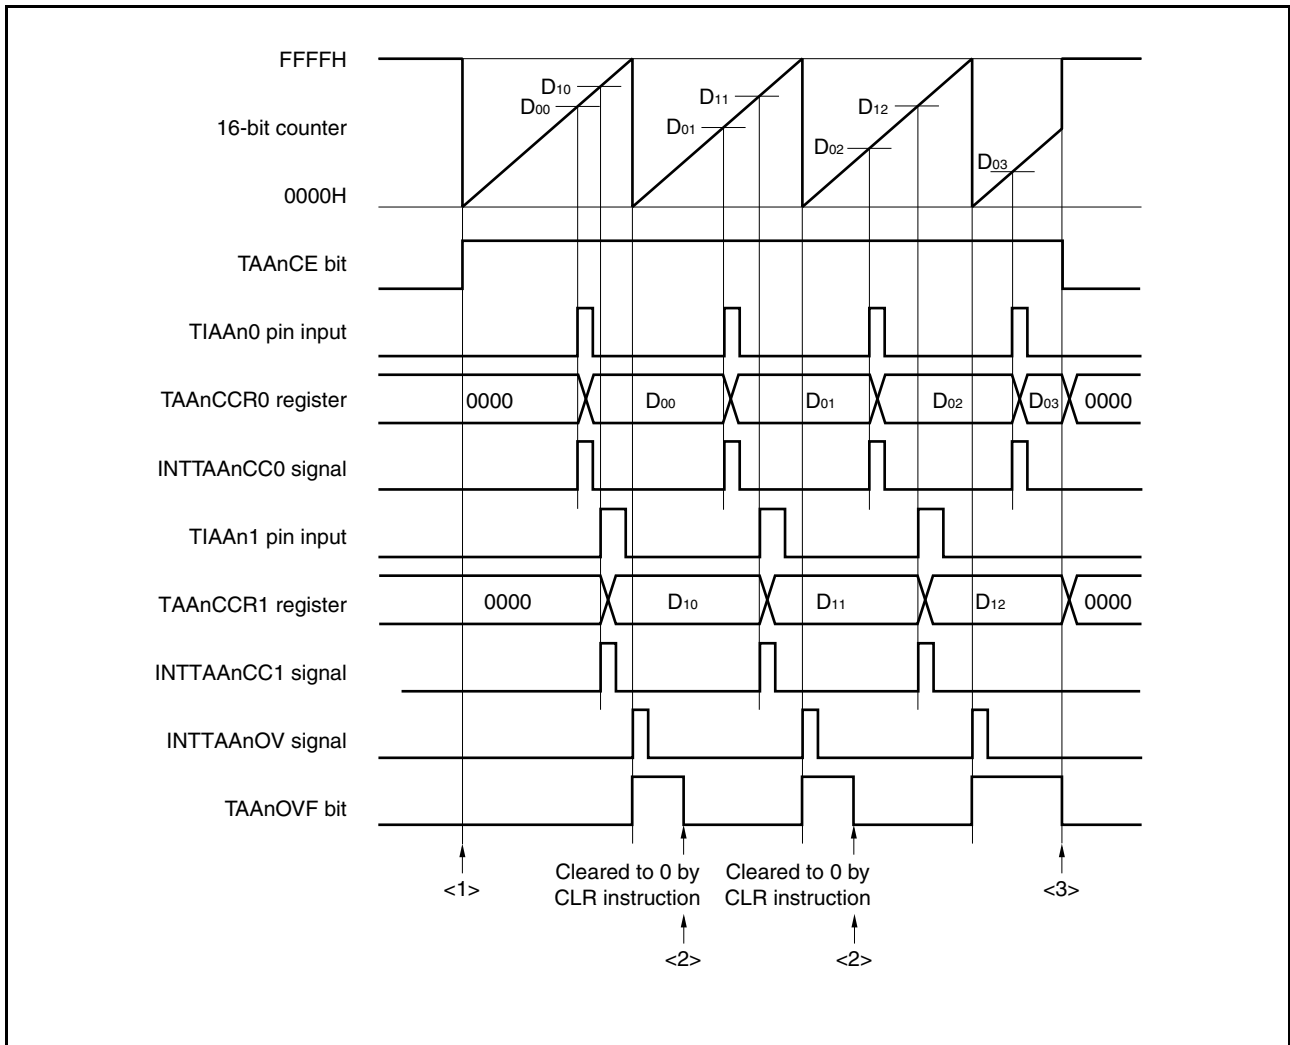 FFFFH
D10
D00
D11
D01
D12
D02
D03
16-bit counter
0000H
TAAnCE bit
TIAAn0 pin input
TAAnCCR0 register
0000
D00
D01
D02
D03
0000
INTTAAnCC0 signal
TIAAn1 pin input
TAAnCCR1 register
0000
D10
D11
D12
0000
INTTAAnCC1 signal
INTTAAnOV signal
TAAnOVF bit
<1>
Cleared to 0 by
CLR instruction
<2>
Cleared to 0 by
CLR instruction
<2>
<3>